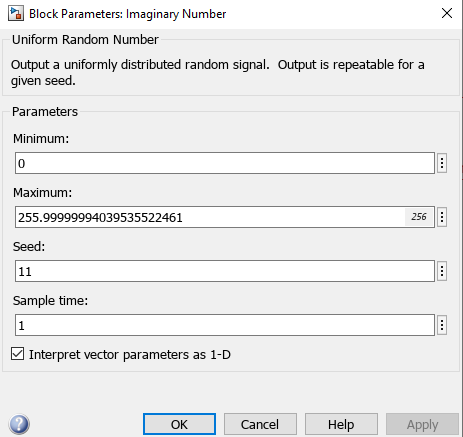 Block Parameters: Imaginary Number
Uniform Random Number
Output a uniformly distributed random signal.  Output is repeatable for a
given seed.
Parameters
Minimum:
0
Maximum:
255.99999994039535522461 256
Seed:
11
Sample time:
1
Interpret vector parameters as 1-D
? OK Cancel Help Apply